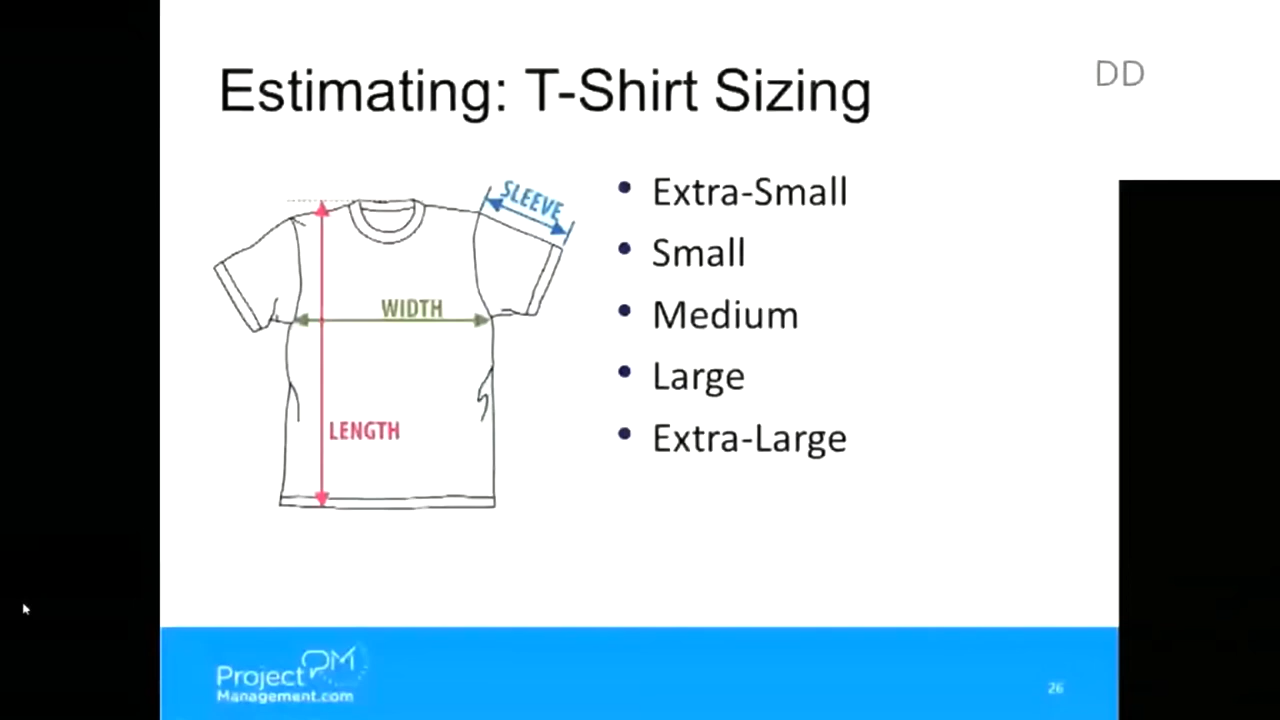 Estimating: T-Shirt Sizing
DD
SLEEVE
WIDTH
LENGTH
• Extra-Small
• Small
• Medium
• Large
• Extra-Large
Project PM
Management.com
26